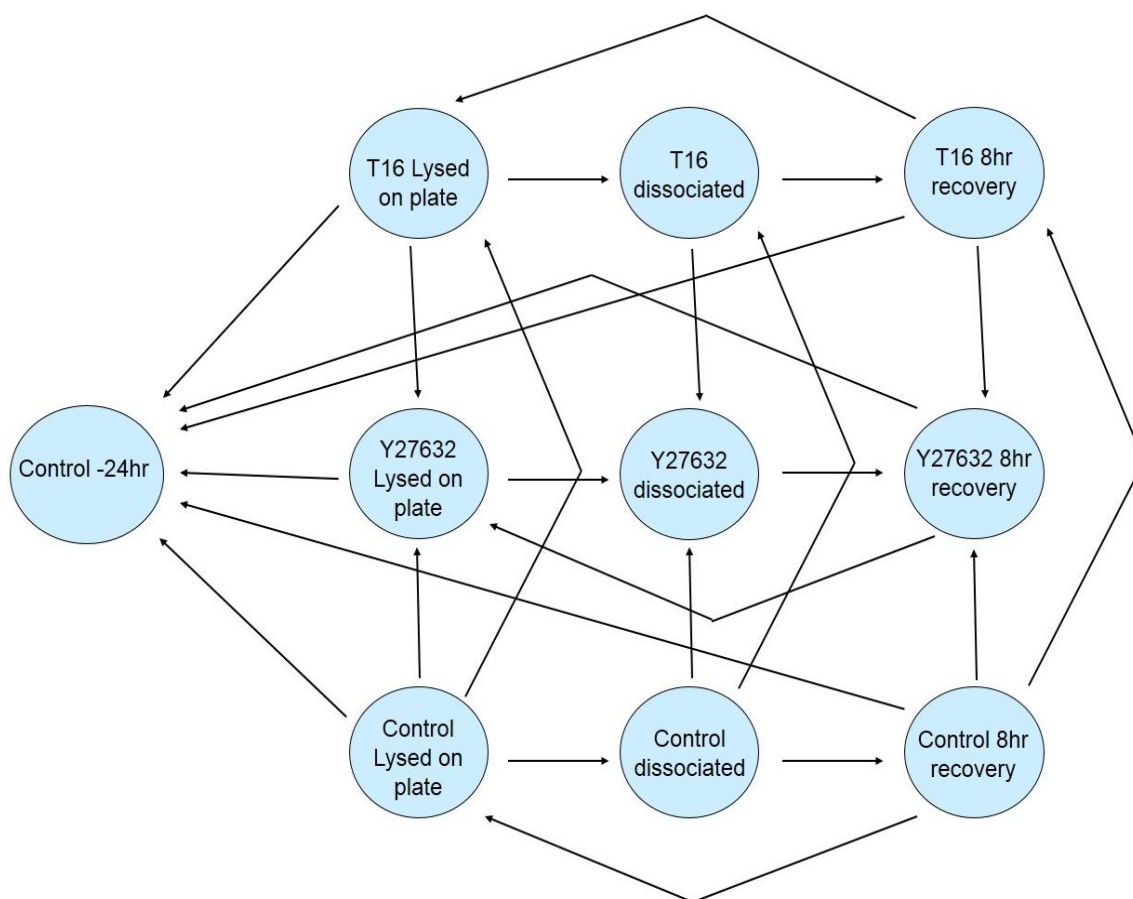 T16 Lysed
on plate
T16
dissociated
T16 8hr
recovery
Control -24hr
Y27632
Lysed on
plate
Y27632
dissociated
Y27632 8hr
recovery
Control
Lysed on
plate
Control
dissociated
Control 8hr
recovery